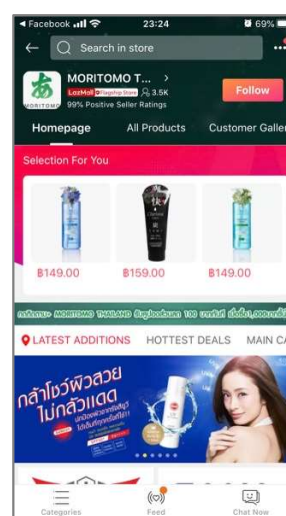 Facebook
23:24
69%
Search in store
MORITOMO T...
LazMall Flagship Store 3.5K
MORITOMO
99% Positive Seller Ratings
Follow
Homepage All Products Customer Galler
Selection For You
฿149.00 ฿159.00 ฿149.00
MORITOMO THAILAND
LATEST ADDITIONS HOTTEST DEALS MAIN CA
กล้าโชว์ผิวสวย
ไม่กลัวแดด
Categories Feed Chat Now